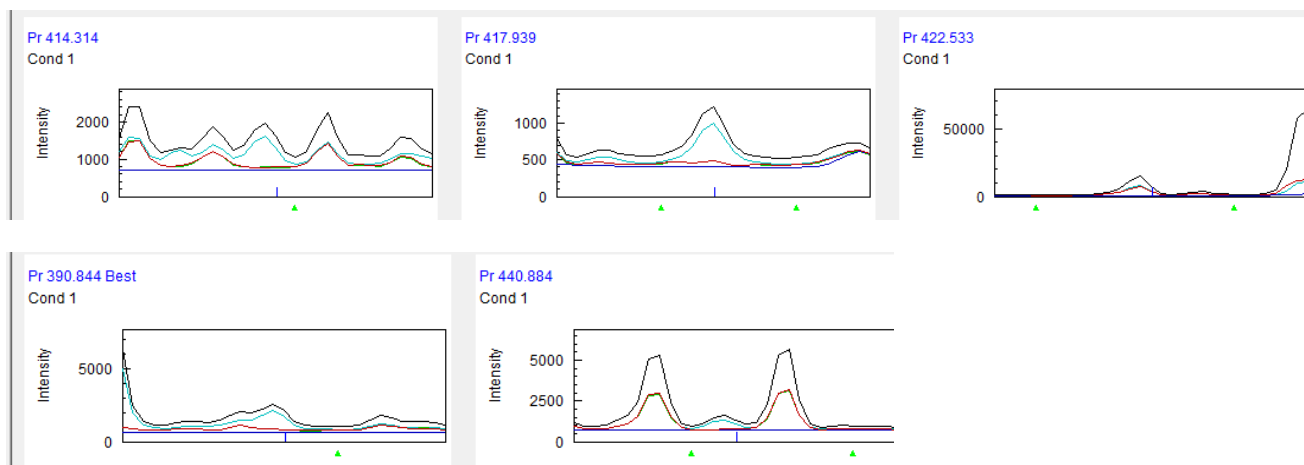 Pr 414.314
Cond 1
Intensity
2000
1000
0
Pr 417.939
Cond 1
Intensity
1000
500
0
Pr 422.533
Cond 1
Intensity
50000
0
Pr 390.844 Best
Cond 1
Intensity
5000
0
Pr 440.884
Cond 1
Intensity
5000
2500
0